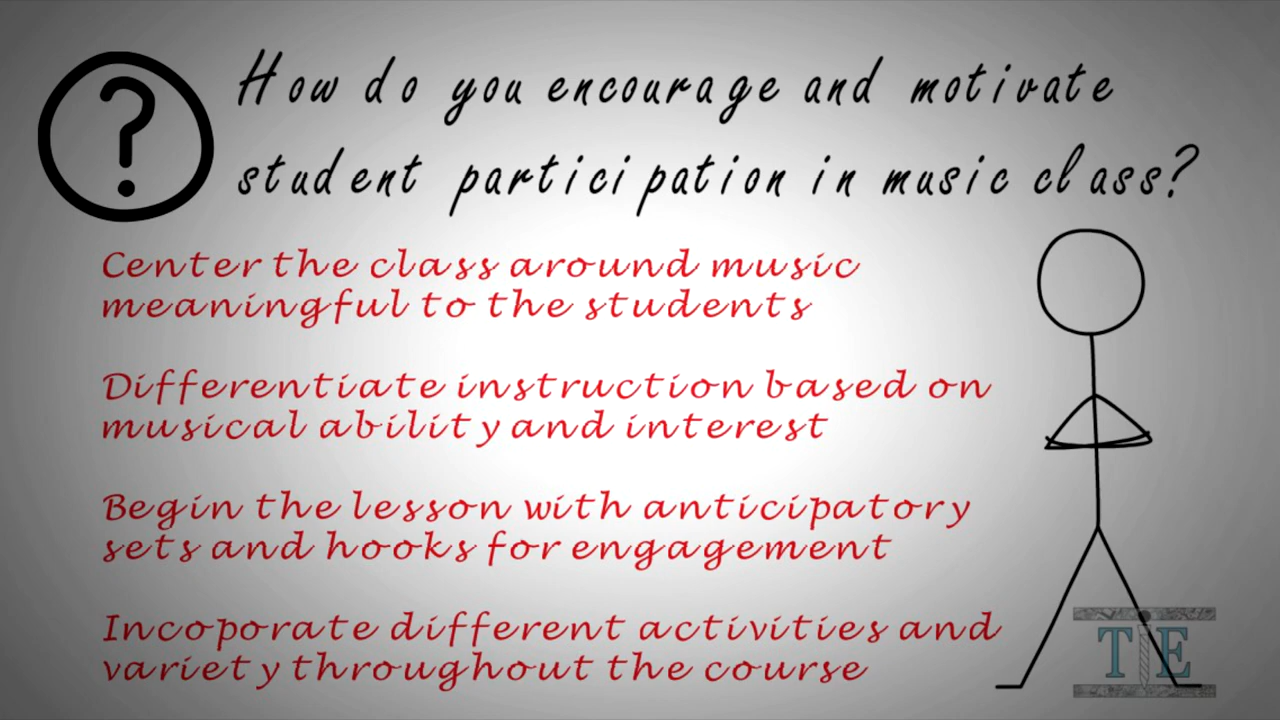 ?
How do you encourage and motivate
student participation in music class?
Center the class around music
meaningful to the students
Differentiate instruction based on
musical ability and interest
Begin the lesson with anticipatory
sets and hooks for engagement
Incoporate different activities and
variety throughout the course
TIE